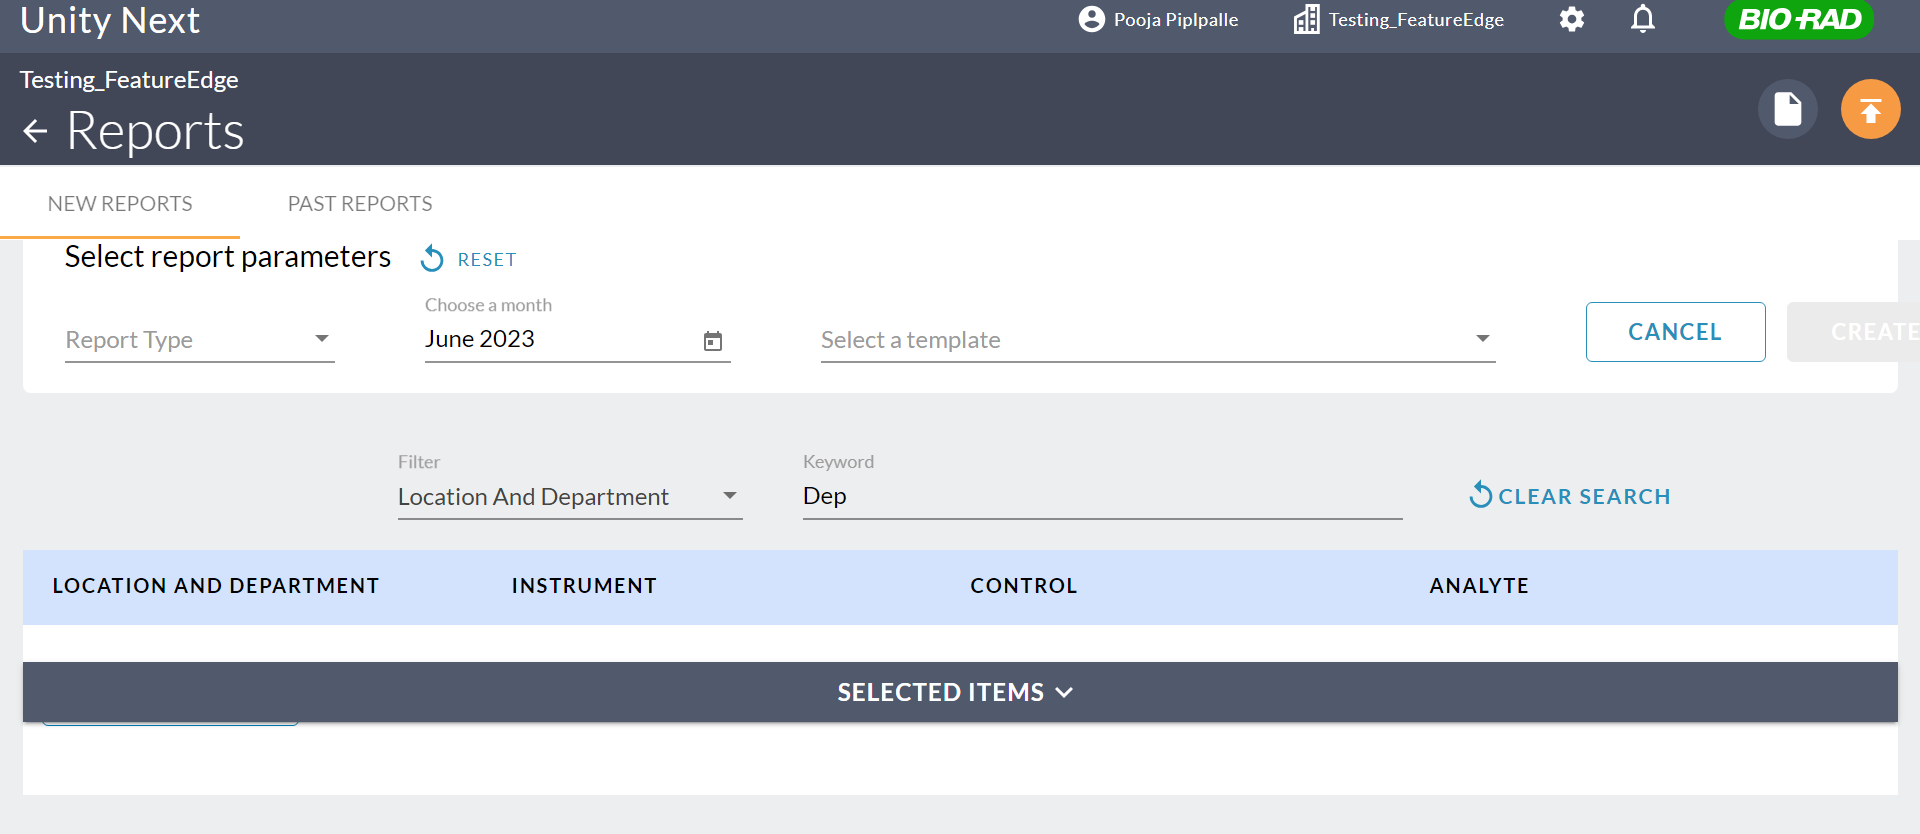 Unity Next
Pooja Piplpalle
Testing_FeatureEdge
BIO-RAD
Testing_FeatureEdge
Reports
NEW REPORTS
PAST REPORTS
Select report parameters
RESET
Report Type
Choose a month
June 2023
Select a template
CANCEL
CREATE
Filter
Location And Department
Keyword
Dep
CLEAR SEARCH
LOCATION AND DEPARTMENT
INSTRUMENT
CONTROL
ANALYTE
SELECTED ITEMS